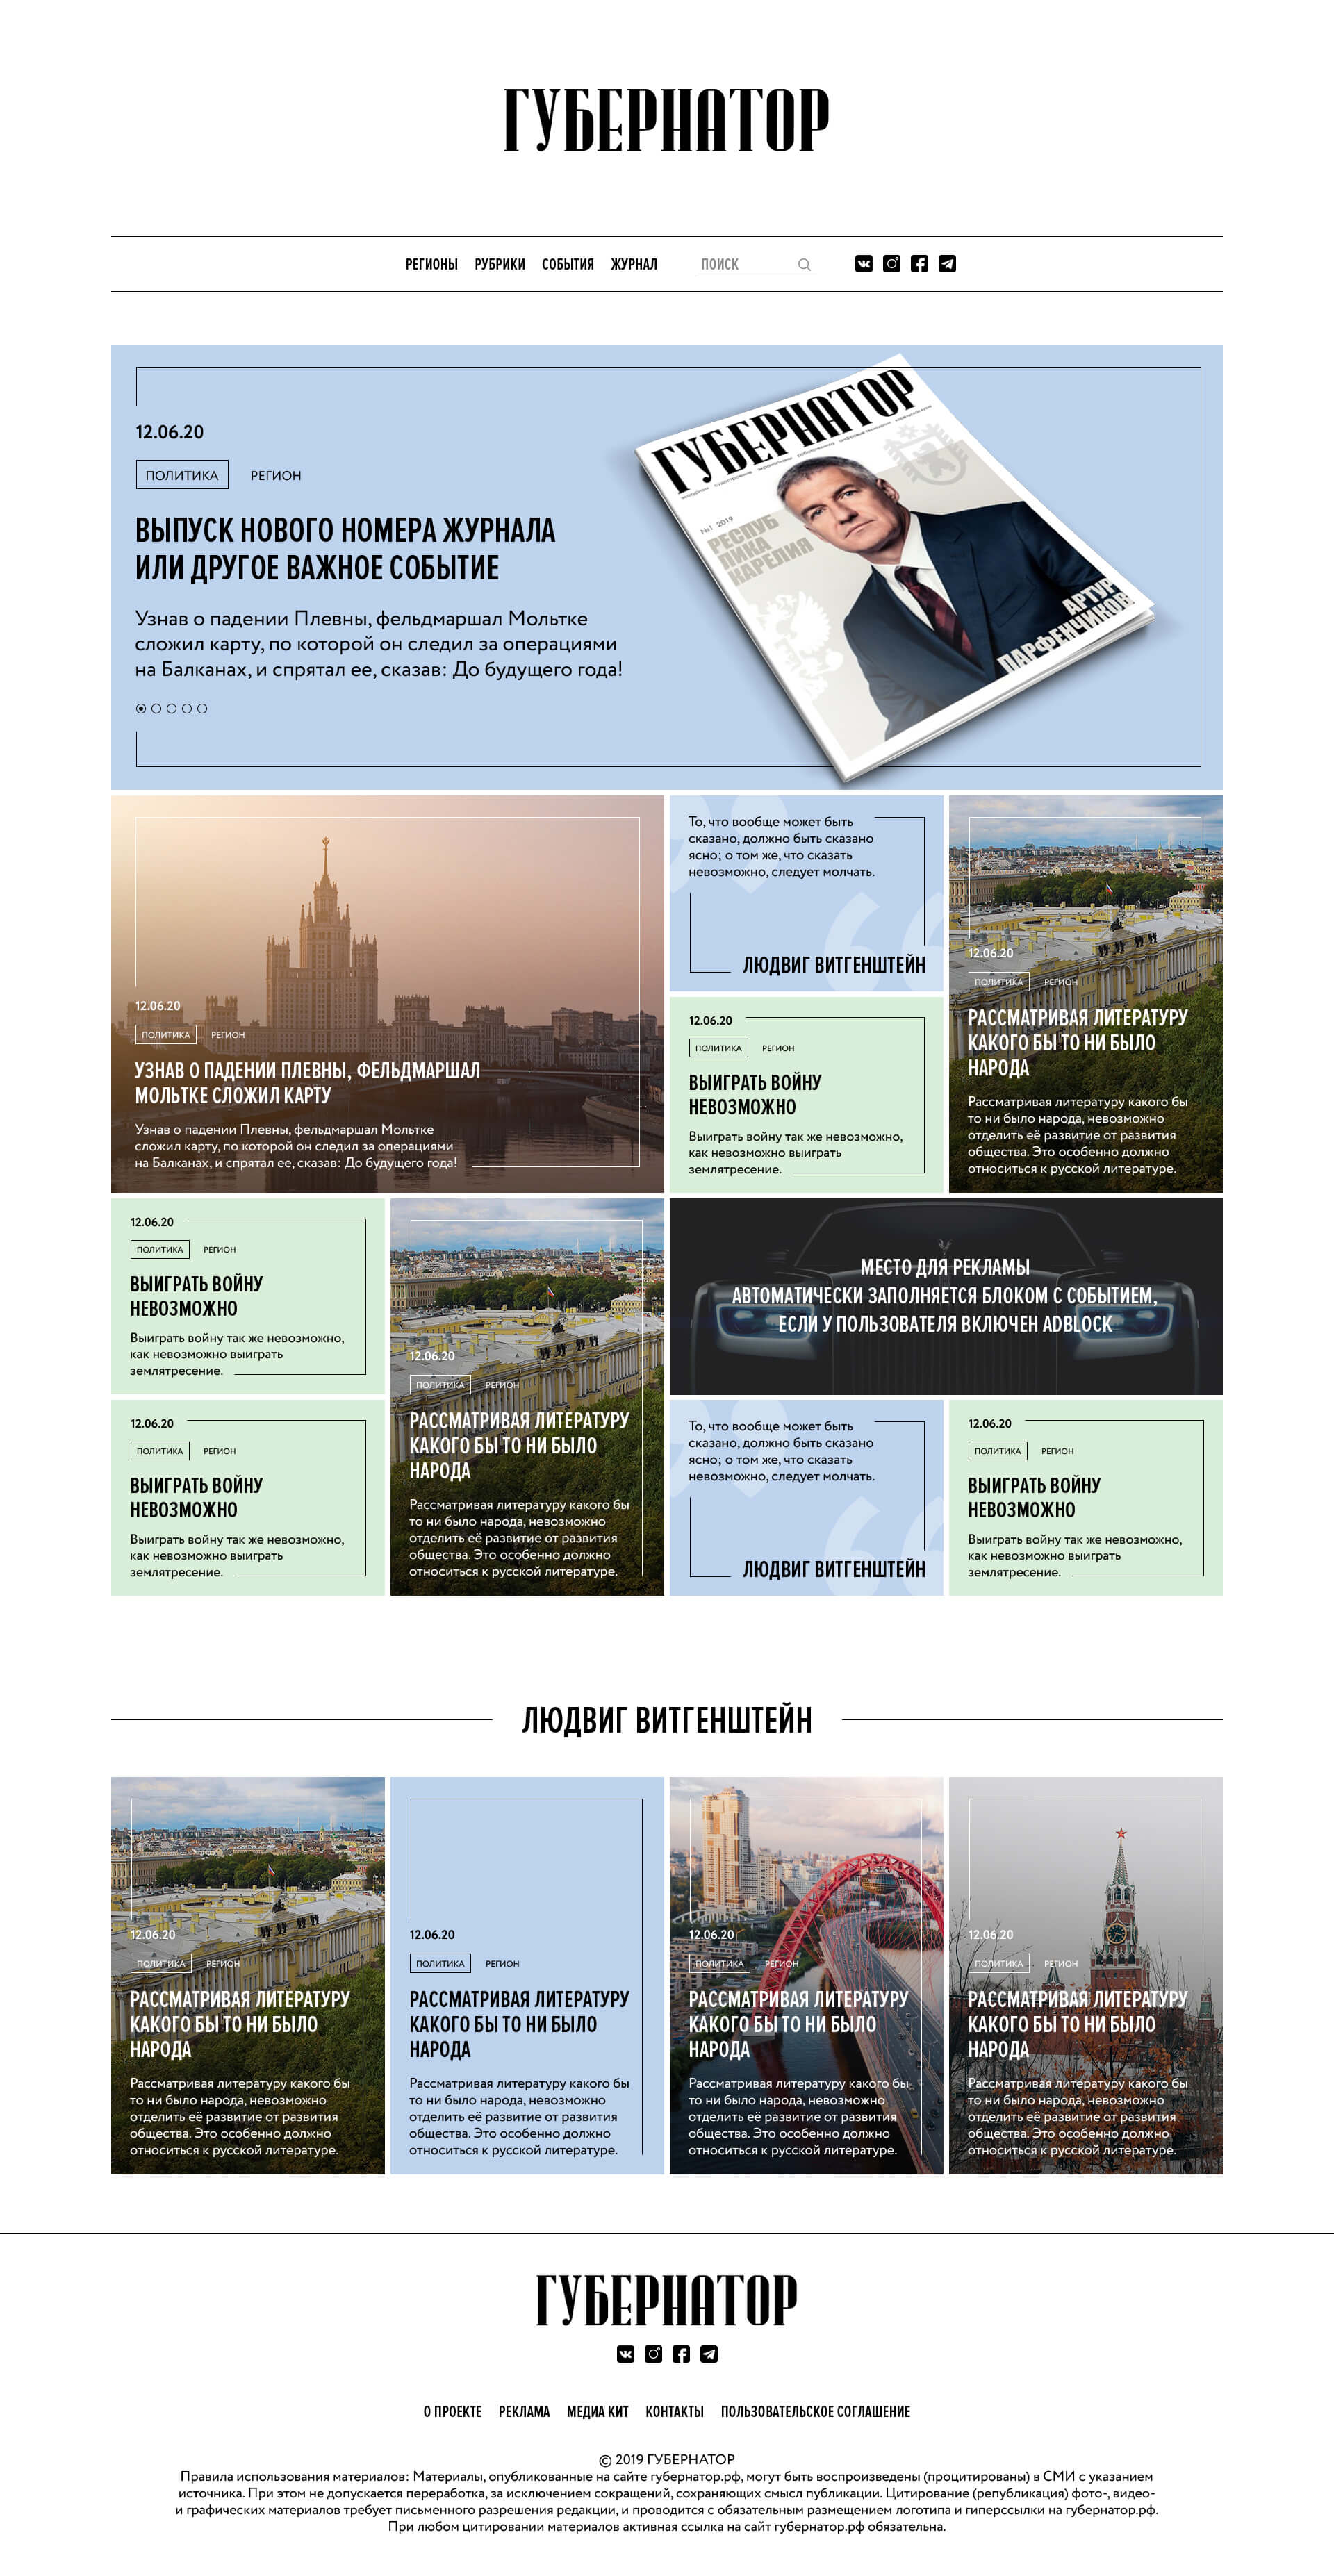 ГУБЕРНАТОР
РЕГИОНЫ РУБРИКИ СОБЫТИЯ ЖУРНАЛ ПОИСК
12.06.20
ПОЛИТИКА РЕГИОН
ВЫПУСК НОВОГО НОМЕРА ЖУРНАЛА
ИЛИ ДРУГОЕ ВАЖНОЕ СОБЫТИЕ
Узнав о падении Плевны, фельдмаршал Мольтке
сложил карту, по которой он следил за операциями
на Балканах, и спрятал ее, сказав: До будущего года!
ГУБЕРНАТОР
№1 2019
РЕСПУБ
ЛИКА
КАРЕЛИЯ
АРТУР
ПАРФЕНЧИКОВ
12.06.20
ПОЛИТИКА РЕГИОН
УЗНАВ О ПАДЕНИИ ПЛЕВНЫ, ФЕЛЬДМАРШАЛ
МОЛЬТКЕ СЛОЖИЛ КАРТУ
Узнав о падении Плевны, фельдмаршал Мольтке
сложил карту, по которой он следил за операциями
на Балканах, и спрятал ее, сказав: До будущего года!
То, что вообще может быть
сказано, должно быть сказано
ясно; о том же, что сказать
невозможно, следует молчать.
ЛЮДВИГ ВИТГЕНШТЕЙН
12.06.20
ПОЛИТИКА РЕГИОН
ВЫИГРАТЬ ВОЙНУ
НЕВОЗМОЖНО
Выиграть войну так же невозможно,
как невозможно выиграть
землятресение.
12.06.20
ПОЛИТИКА РЕГИОН
РАССМАТРИВАЯ ЛИТЕРАТУРУ
КАКОГО БЫ ТО НИ БЫЛО
НАРОДА
Рассматривая литературу какого бы
то ни было народа, невозможно
отделить её развитие от развития
общества. Это особенно должно
относиться к русской литературе.
12.06.20
ПОЛИТИКА РЕГИОН
ВЫИГРАТЬ ВОЙНУ
НЕВОЗМОЖНО
Выиграть войну так же невозможно,
как невозможно выиграть
землятресение.
12.06.20
ПОЛИТИКА РЕГИОН
ВЫИГРАТЬ ВОЙНУ
НЕВОЗМОЖНО
Выиграть войну так же невозможно,
как невозможно выиграть
землятресение.
12.06.20
ПОЛИТИКА РЕГИОН
РАССМАТРИВАЯ ЛИТЕРАТУРУ
КАКОГО БЫ ТО НИ БЫЛО
НАРОДА
Рассматривая литературу какого бы
то ни было народа, невозможно
отделить её развитие от развития
общества. Это особенно должно
относиться к русской литературе.
МЕСТО ДЛЯ РЕКЛАМЫ
АВТОМАТИЧЕСКИ ЗАПОЛНЯЕТСЯ БЛОКОМ С СОБЫТИЕМ,
ЕСЛИ У ПОЛЬЗОВАТЕЛЯ ВКЛЮЧЕН ADBLOCK
То, что вообще может быть
сказано, должно быть сказано
ясно; о том же, что сказать
невозможно, следует молчать.
ЛЮДВИГ ВИТГЕНШТЕЙН
12.06.20
ПОЛИТИКА РЕГИОН
ВЫИГРАТЬ ВОЙНУ
НЕВОЗМОЖНО
Выиграть войну так же невозможно,
как невозможно выиграть
землятресение.
ЛЮДВИГ ВИТГЕНШТЕЙН
12.06.20
ПОЛИТИКА РЕГИОН
РАССМАТРИВАЯ ЛИТЕРАТУРУ
КАКОГО БЫ ТО НИ БЫЛО
НАРОДА
Рассматривая литературу какого бы
то ни было народа, невозможно
отделить её развитие от развития
общества. Это особенно должно
относиться к русской литературе.
12.06.20
ПОЛИТИКА РЕГИОН
РАССМАТРИВАЯ ЛИТЕРАТУРУ
КАКОГО БЫ ТО НИ БЫЛО
НАРОДА
Рассматривая литературу какого бы
то ни было народа, невозможно
отделить её развитие от развития
общества. Это особенно должно
относиться к русской литературе.
12.06.20
ПОЛИТИКА РЕГИОН
РАССМАТРИВАЯ ЛИТЕРАТУРУ
КАКОГО БЫ ТО НИ БЫЛО
НАРОДА
Рассматривая литературу какого бы
то ни было народа, невозможно
отделить её развитие от развития
общества. Это особенно должно
относиться к русской литературе.
12.06.20
ПОЛИТИКА РЕГИОН
РАССМАТРИВАЯ ЛИТЕРАТУРУ
КАКОГО БЫ ТО НИ БЫЛО
НАРОДА
Рассматривая литературу какого бы
то ни было народа, невозможно
отделить её развитие от развития
общества. Это особенно должно
относиться к русской литературе.
ГУБЕРНАТОР
О ПРОЕКТЕ РЕКЛАМА МЕДИА КИТ КОНТАКТЫ ПОЛЬЗОВАТЕЛЬСКОЕ СОГЛАШЕНИЕ
© 2019 ГУБЕРНАТОР
Правила использования материалов: Материалы, опубликованные на сайте губернатор.рф, могут быть воспроизведены (процитированы) в СМИ с указанием
источника. При этом не допускается переработка, за исключением сокращений, сохраняющих смысл публикации. Цитирование (републикация) фото-, видео-
и графических материалов требует письменного разрешения редакции, и проводится с обязательным размещением логотипа и гиперссылки на губернатор.рф.
При любом цитировании материалов активная ссылка на сайт губернатор.рф обязательна.